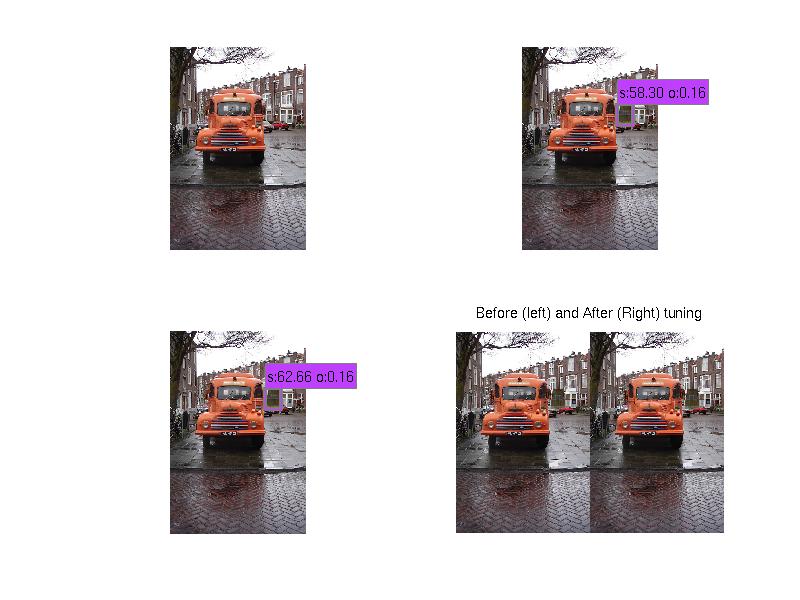 s:58.30 o:0.16
s:62.66 o:0.16
Before (left) and After (Right) tuning